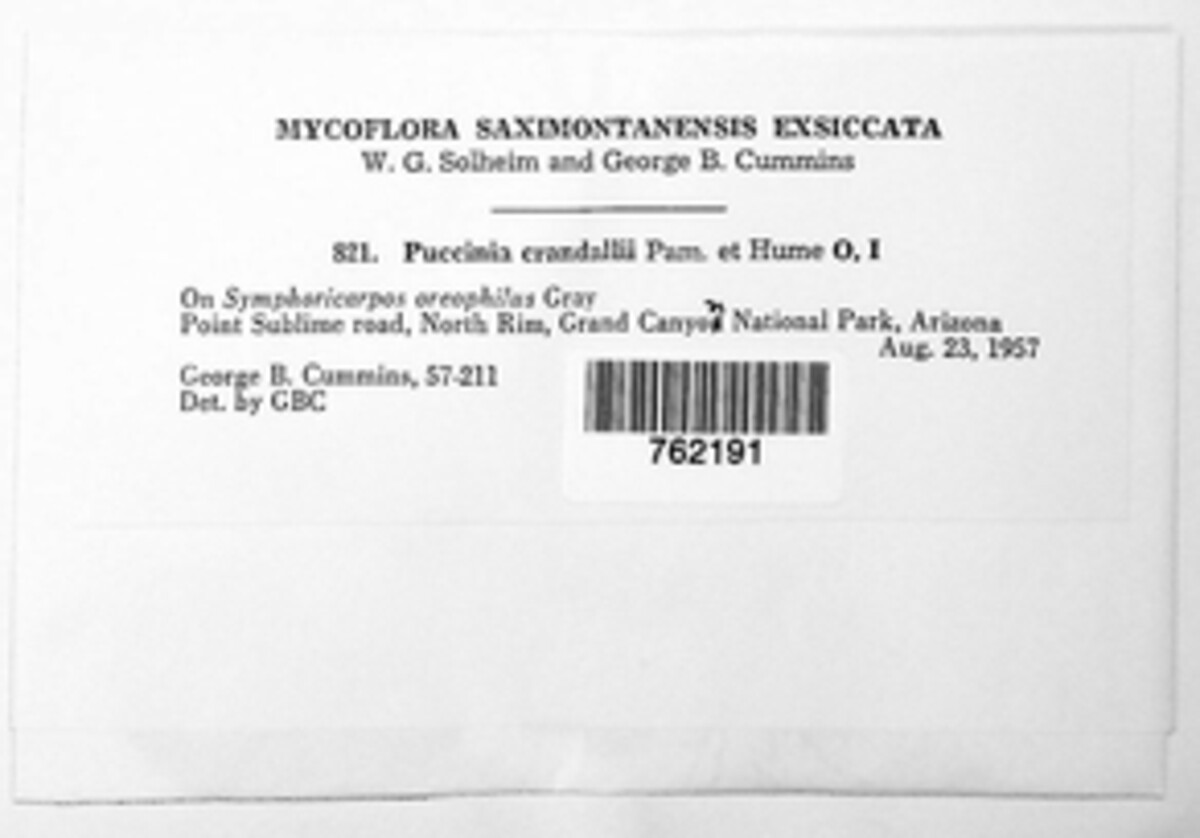 MYCOFLORA SAXIMONTANENSIS EXSICCATA
W. G. Solheim and George B. Cummins
821. Puccinia crandallii Pam. et Hume O, I
On Symphoricarpos oreophilus Gray
Point Sublime road, North Rim, Grand Canyon National Park, Arizona
Aug. 23, 1957
George B. Cummins, 57-211
Det. by GBC
762191